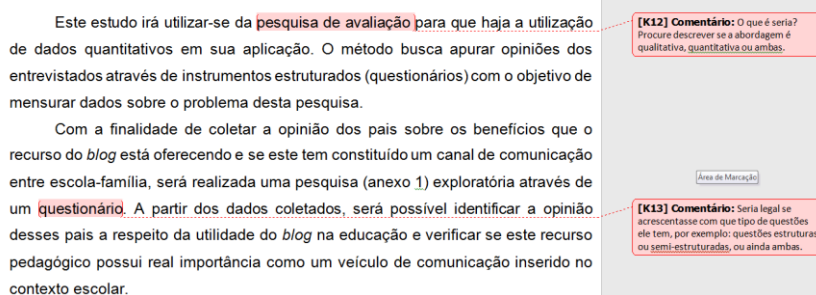 Este estudo irá utilizar-se da pesquisa de avaliação para que haja a utilização
de dados quantitativos em sua aplicação. O método busca apurar opiniões dos
entrevistados através de instrumentos estruturados (questionários) com o objetivo de
mensurar dados sobre o problema desta pesquisa.
Com a finalidade de coletar a opinião dos pais sobre os benefícios que o
recurso do blog está oferecendo e se este tem constituído um canal de comunicação
entre escola-família, será realizada uma pesquisa (anexo 1) exploratória através de
um questionário. A partir dos dados coletados, será possível identificar a opinião
desses pais a respeito da utilidade do blog na educação e verificar se este recurso
pedagógico possui real importância como um veículo de comunicação inserido no
contexto escolar.
[K12] Comentário: O que é seria?
Procure descrever se a abordagem é
qualitativa, quantitativa ou ambas.
Área de Marcação
[K13] Comentário: Seria legal se
acrescentasse com que tipo de questões
ele tem, por exemplo: questões estruturas
ou semi-estruturadas, ou ainda ambas.